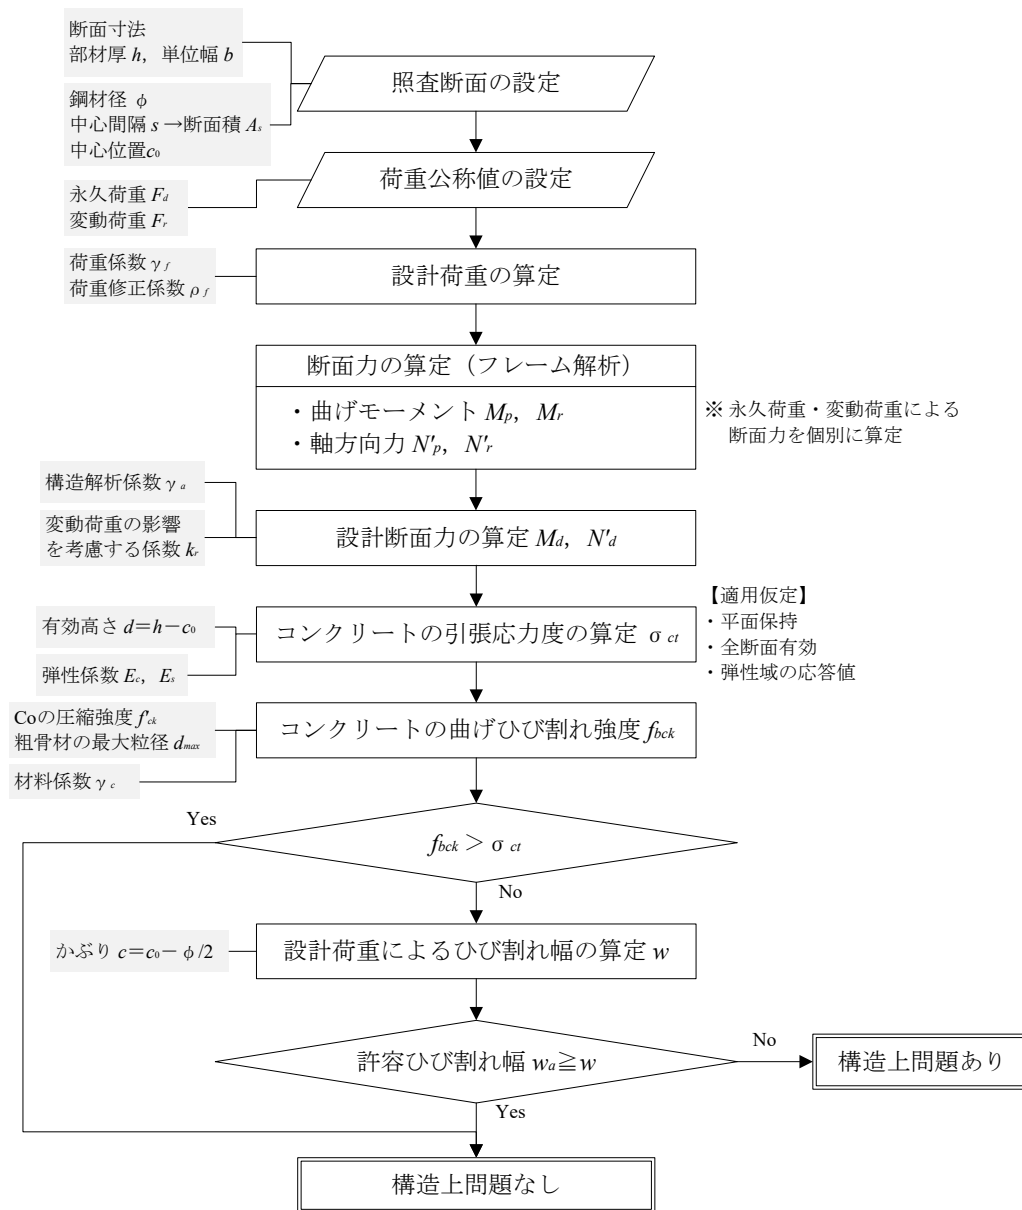 断面寸法
部材厚 h，単位幅 b
照査断面の設定
鋼材径 φ
中心間隔 s →断面積 As
中心位置c0
荷重公称値の設定
永久荷重 Fd
変動荷重 Fr
荷重係数 γf
荷重修正係数 ρf
設計荷重の算定
断面力の算定（フレーム解析）
・曲げモーメント Mp，Mr
・軸方向力 N'p，N'r
※ 永久荷重・変動荷重による
断面力を個別に算定
構造解析係数 γa
変動荷重の影響
を考慮する係数 kr
設計断面力の算定 Md，N'd
有効高さ d＝h－c0
弾性係数 Ec，Es
コンクリートの引張応力度の算定 σct
【適用仮定】
・平面保持
・全断面有効
・弾性域の応答値
Coの圧縮強度 f'ck
粗骨材の最大粒径 dmax
材料係数 γc
コンクリートの曲げひび割れ強度 fbck
Yes
fbck＞σct
No
かぶり c＝c0－φ/2
設計荷重によるひび割れ幅の算定 w
許容ひび割れ幅 wa≧w
No
構造上問題あり
Yes
構造上問題なし